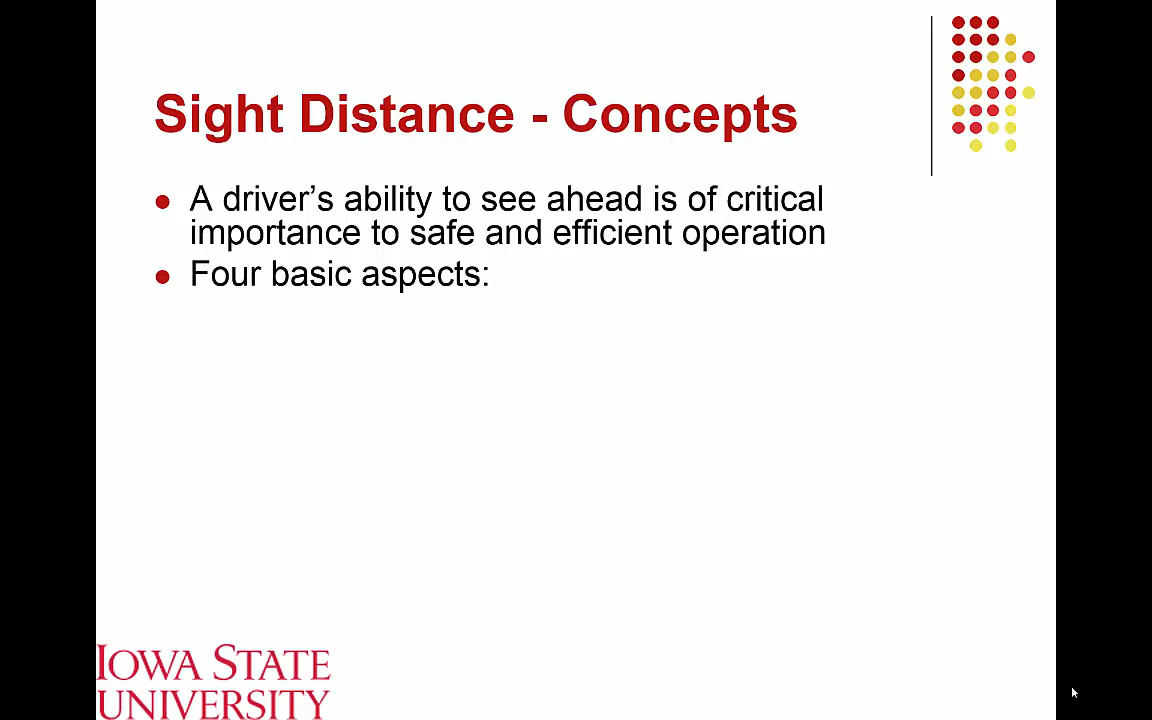 Sight Distance - Concepts
A driver’s ability to see ahead is of critical
importance to safe and efficient operation
Four basic aspects:
IOWA STATE
UNIVERSITY